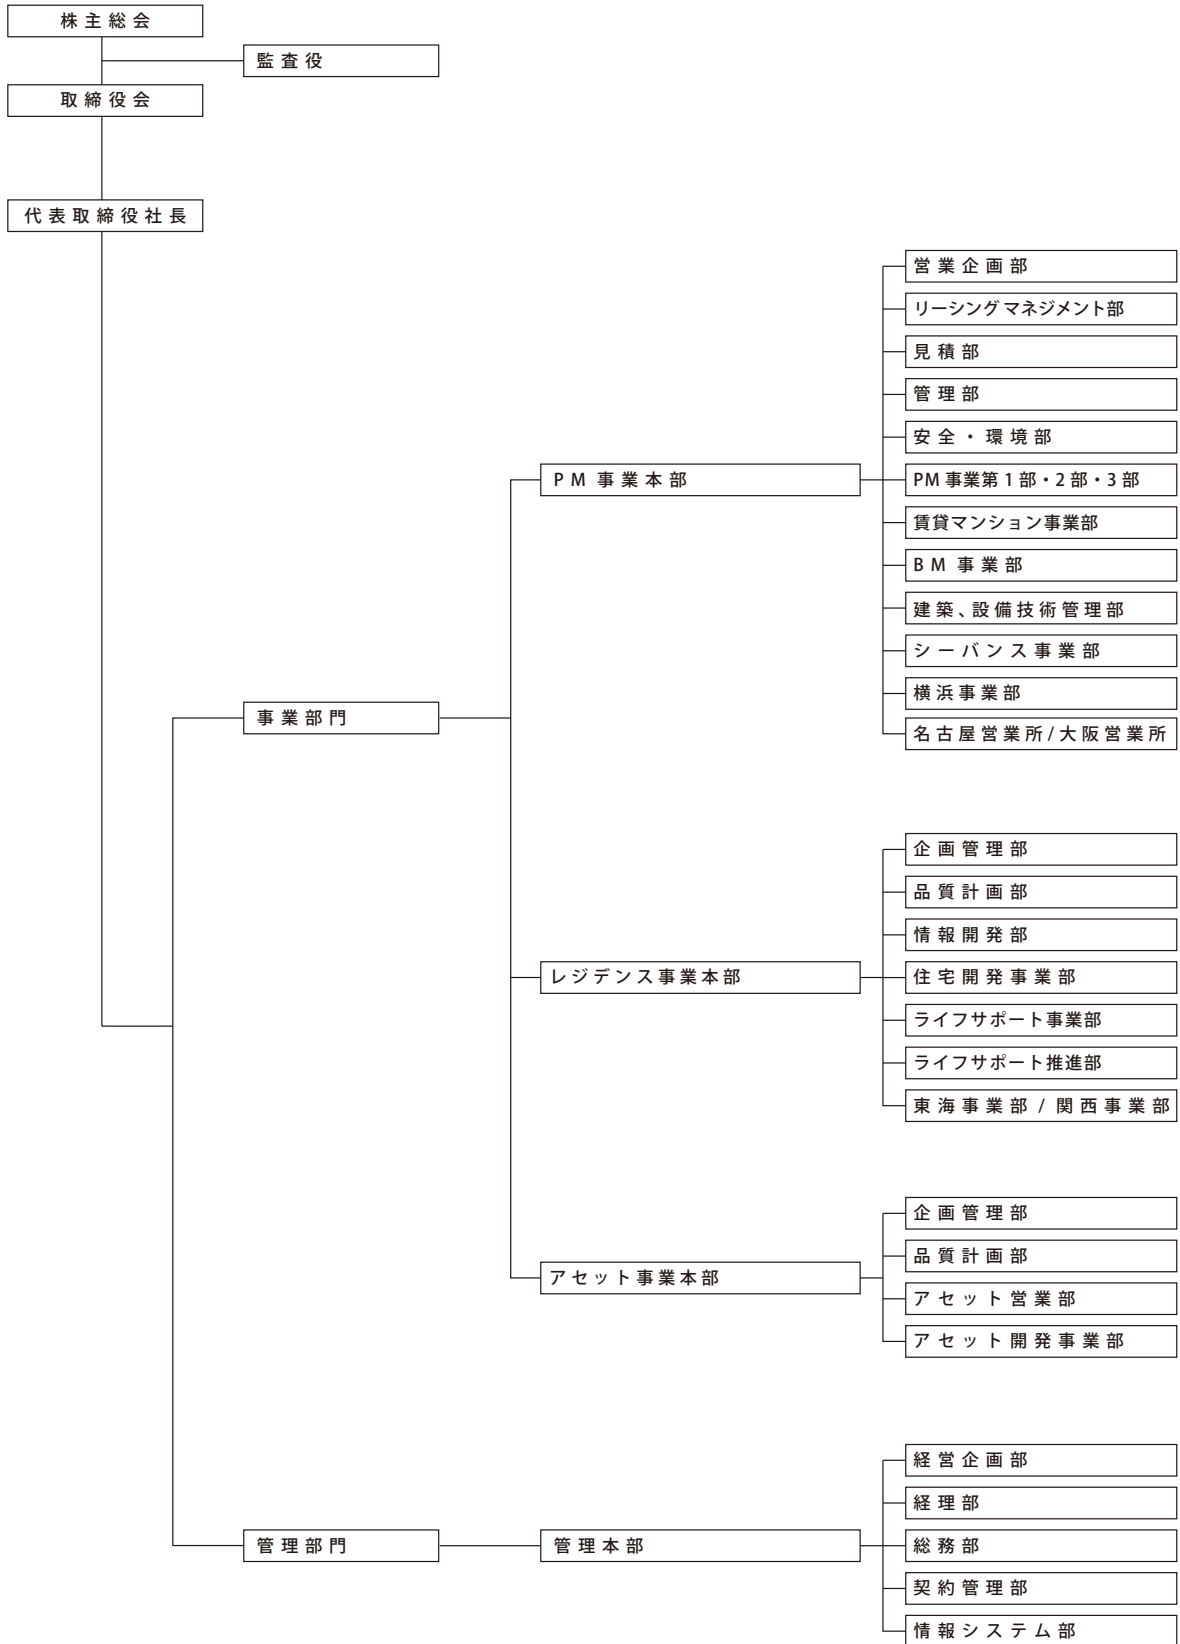 株主総会
監査役
取締役会
代表取締役社長
営業企画部
リーシングマネジメント部
見積部
管理部
安全・環境部
PM事業本部
PM事業第1部・2部・3部
賃貸マンション事業部
BM事業部
建築、設備技術管理部
シーバンス事業部
横浜事業部
事業部門
名古屋営業所/大阪営業所
企画管理部
品質計画部
情報開発部
レジデンス事業本部
住宅開発事業部
ライフサポート事業部
ライフサポート推進部
東海事業部 / 関西事業部
企画管理部
品質計画部
アセット事業本部
アセット営業部
アセット開発事業部
経営企画部
経理部
管理部門
管理本部
総務部
契約管理部
情報システム部